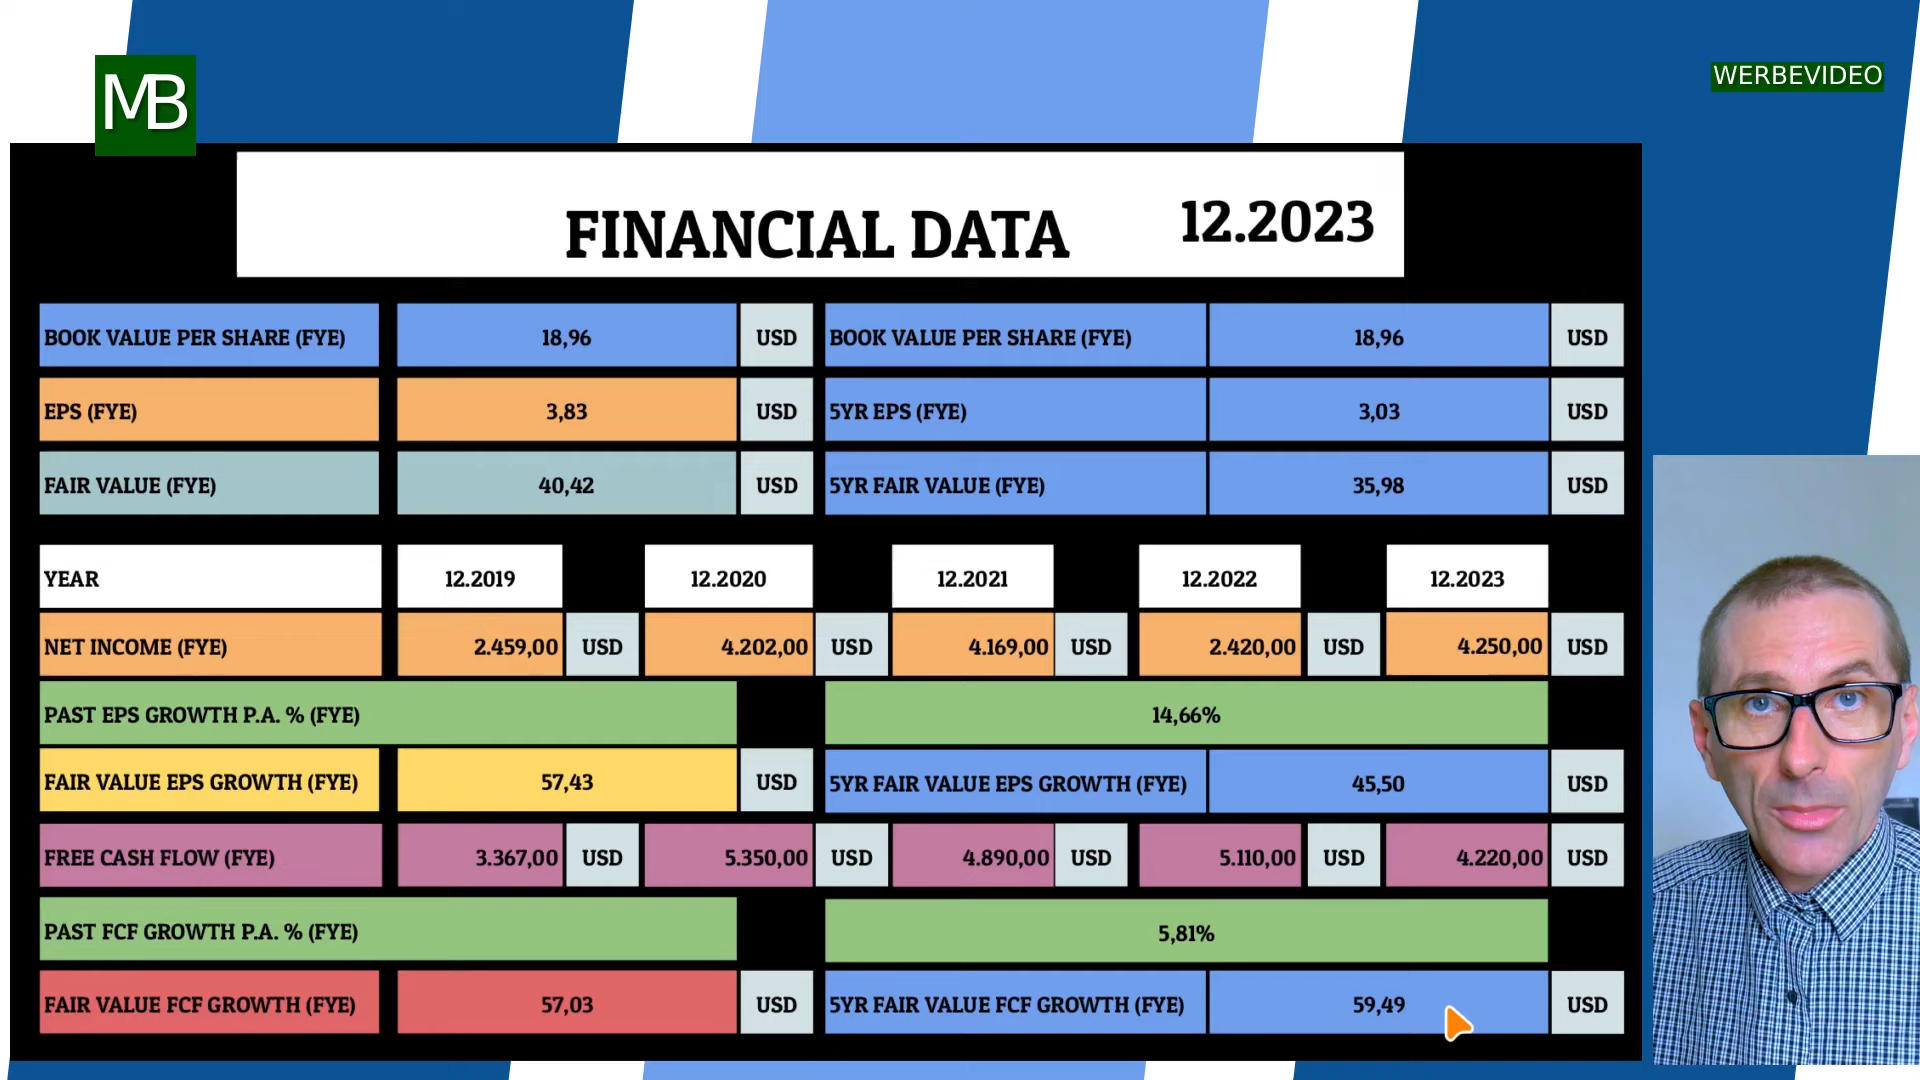 MB
WERBEVIDEO
FINANCIAL DATA 12.2023
BOOK VALUE PER SHARE (FYE) 18,96 USD BOOK VALUE PER SHARE (FYE) 18,96 USD
EPS (FYE) 3,83 USD 5YR EPS (FYE) 3,03 USD
FAIR VALUE (FYE) 40,42 USD 5YR FAIR VALUE (FYE) 35,98 USD
YEAR 12.2019 12.2020 12.2021 12.2022 12.2023
NET INCOME (FYE) 2.459,00 USD 4.202,00 USD 4.169,00 USD 2.420,00 USD 4.250,00 USD
PAST EPS GROWTH P.A. % (FYE) 14,66%
FAIR VALUE EPS GROWTH (FYE) 57,43 USD 5YR FAIR VALUE EPS GROWTH (FYE) 45,50 USD
FREE CASH FLOW (FYE) 3.367,00 USD 5.350,00 USD 4.890,00 USD 5.110,00 USD 4.220,00 USD
PAST FCF GROWTH P.A. % (FYE) 5,81%
FAIR VALUE FCF GROWTH (FYE) 57,03 USD 5YR FAIR VALUE FCF GROWTH (FYE) 59,49 USD